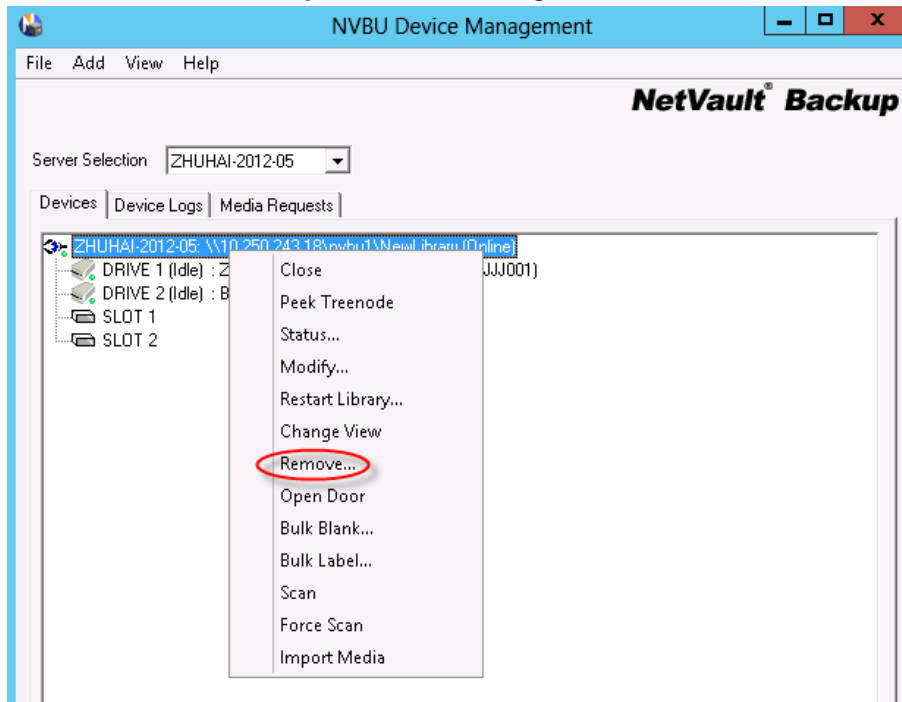 NVBU Device Management
File Add View Help
NetVault® Backup
Server Selection ZHUHAI-2012-05
Devices Device Logs Media Requests
ZHUHAI-2012-05: \\10.250.243.18\nvbu1\NewLibrary (Online)
DRIVE 1 (Idle) : Z JJJ001)
DRIVE 2 (Idle) : B
SLOT 1
SLOT 2
Close
Peek Treenode
Status...
Modify...
Restart Library...
Change View
Remove...
Open Door
Bulk Blank...
Bulk Label...
Scan
Force Scan
Import Media